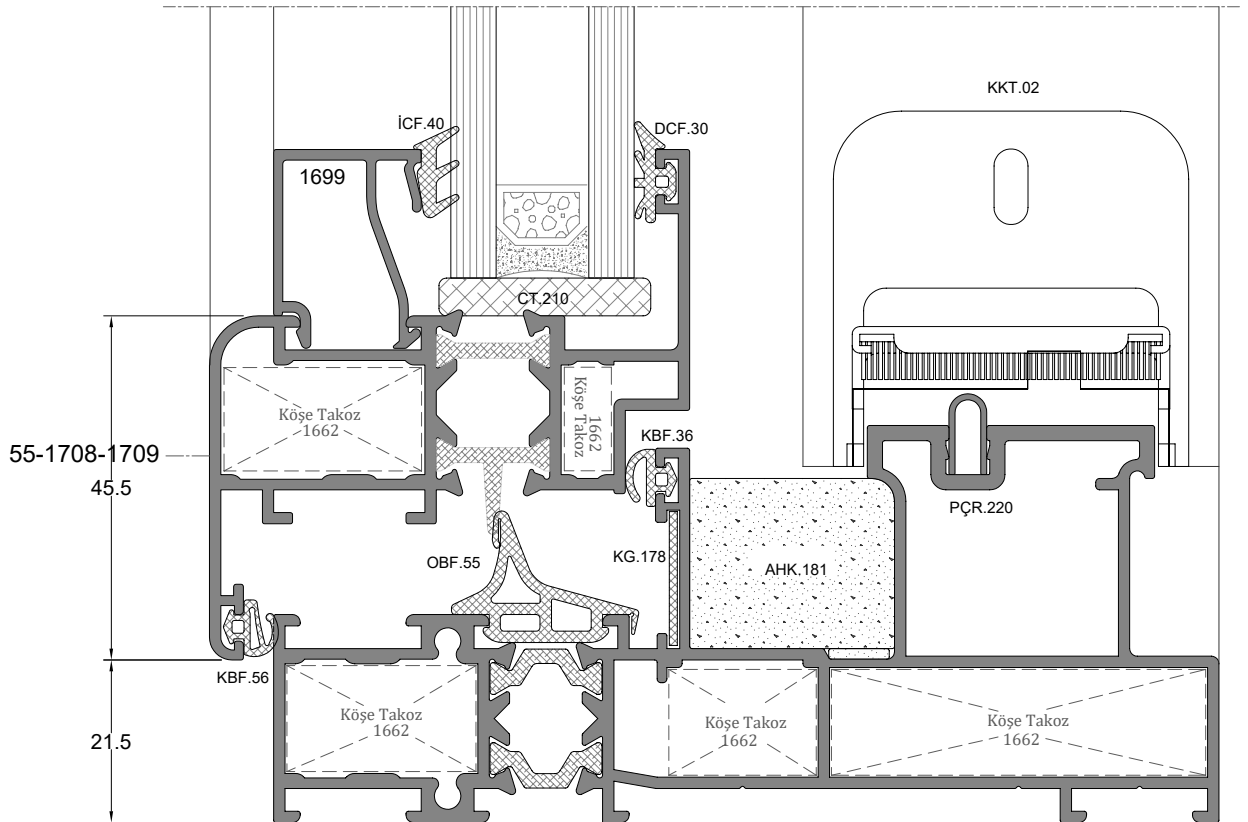 KKT.02
İCF.40
DCF.30
1699
CT.210
Köşe Takoz
1662
Köşe Takoz
1662
KBF.36
55-1708-1709
45.5
PÇR.220
OBF.55
KG.178
AHK.181
KBF.56
Köşe Takoz
1662
Köşe Takoz
1662
Köşe Takoz
1662
21.5